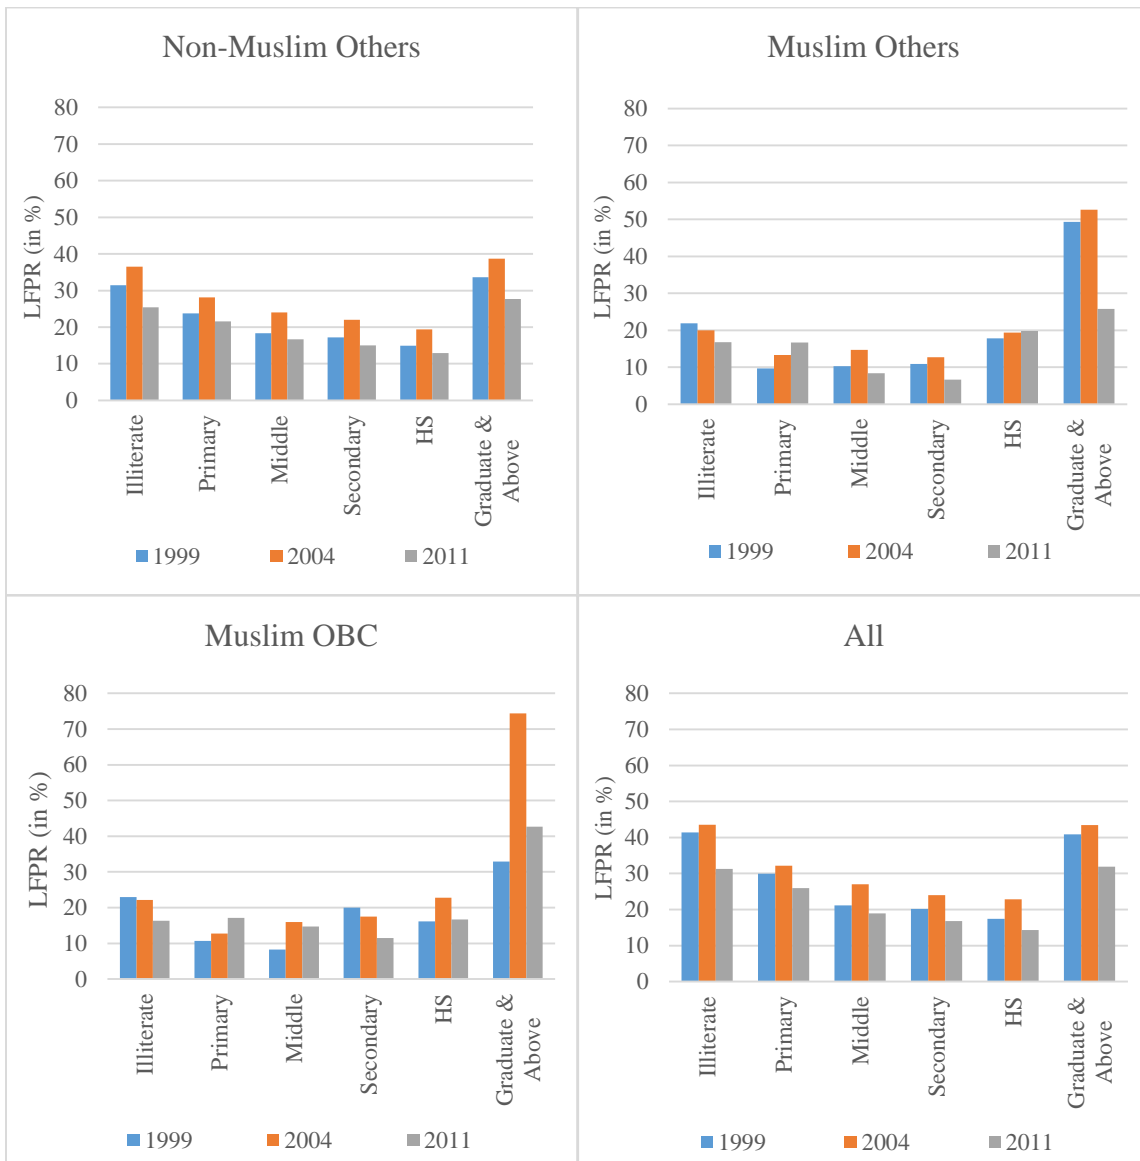 Non-Muslim Others
LFPR (in %)
80
70
60
50
40
30
20
10
0
Illiterate
Primary
Middle
Secondary
HS
Graduate &
Above
1999 2004 2011
Muslim Others
LFPR (in %)
80
70
60
50
40
30
20
10
0
Illiterate
Primary
Middle
Secondary
HS
Graduate &
Above
1999 2004 2011
Muslim OBC
LFPR (in %)
80
70
60
50
40
30
20
10
0
Illiterate
Primary
Middle
Secondary
HS
Graduate &
Above
1999 2004 2011
All
LFPR (in %)
80
70
60
50
40
30
20
10
0
Illiterate
Primary
Middle
Secondary
HS
Graduate &
Above
1999 2004 2011